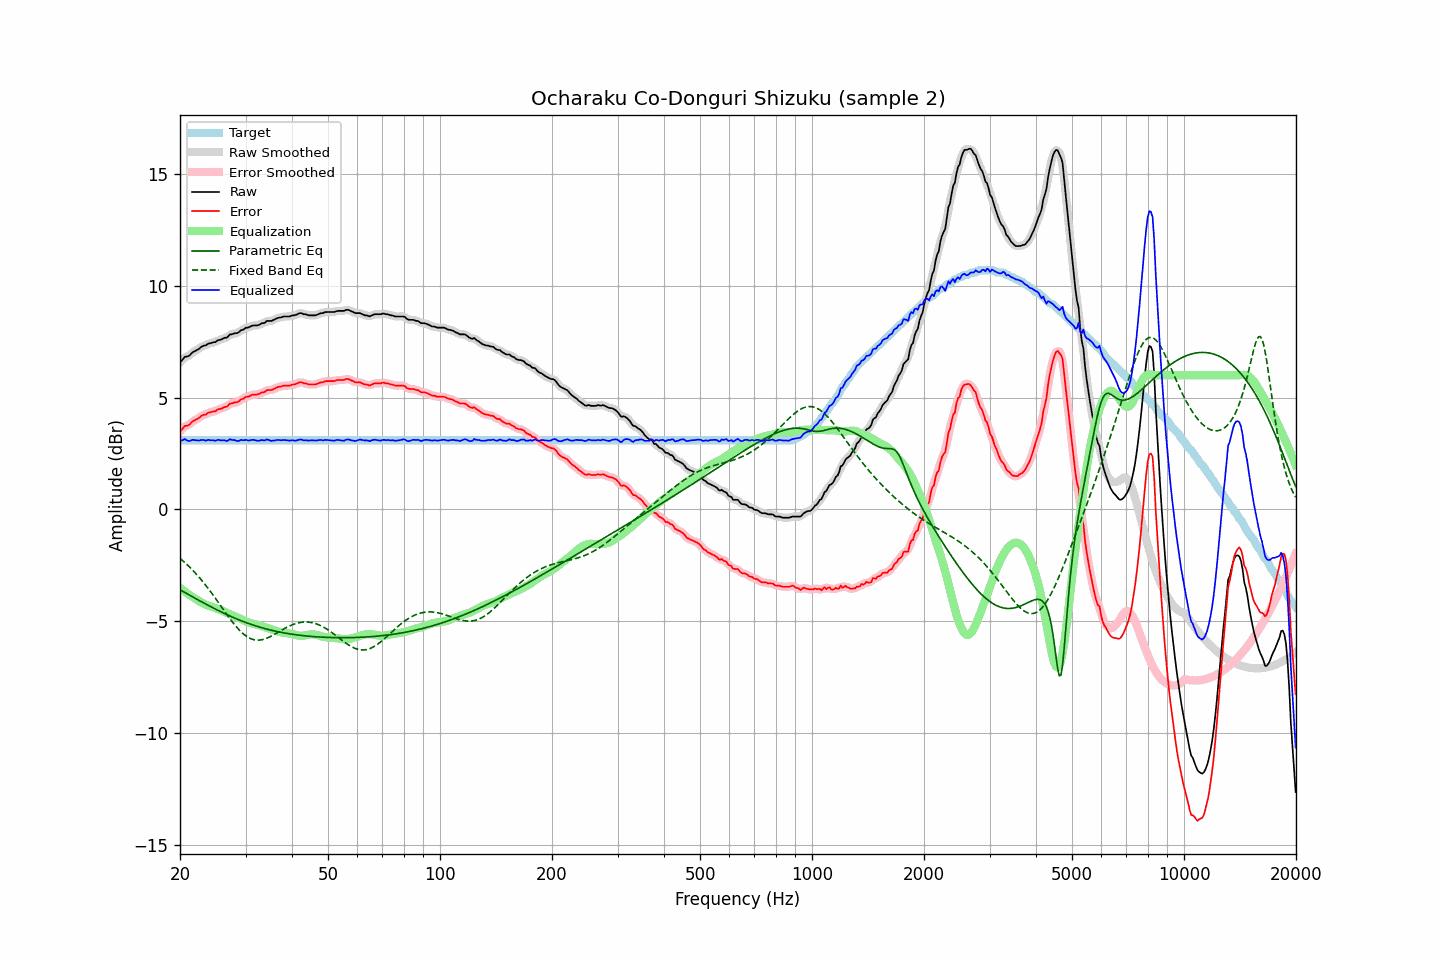 Ocharaku Co-Donguri Shizuku (sample 2)
Target
Raw Smoothed
Error Smoothed
Raw
Error
Equalization
Parametric Eq
Fixed Band Eq
Equalized
Amplitude (dBr)
15
10
5
0
−5
−10
−15
20 50 100 200 500 1000 2000 5000 10000 20000
Frequency (Hz)